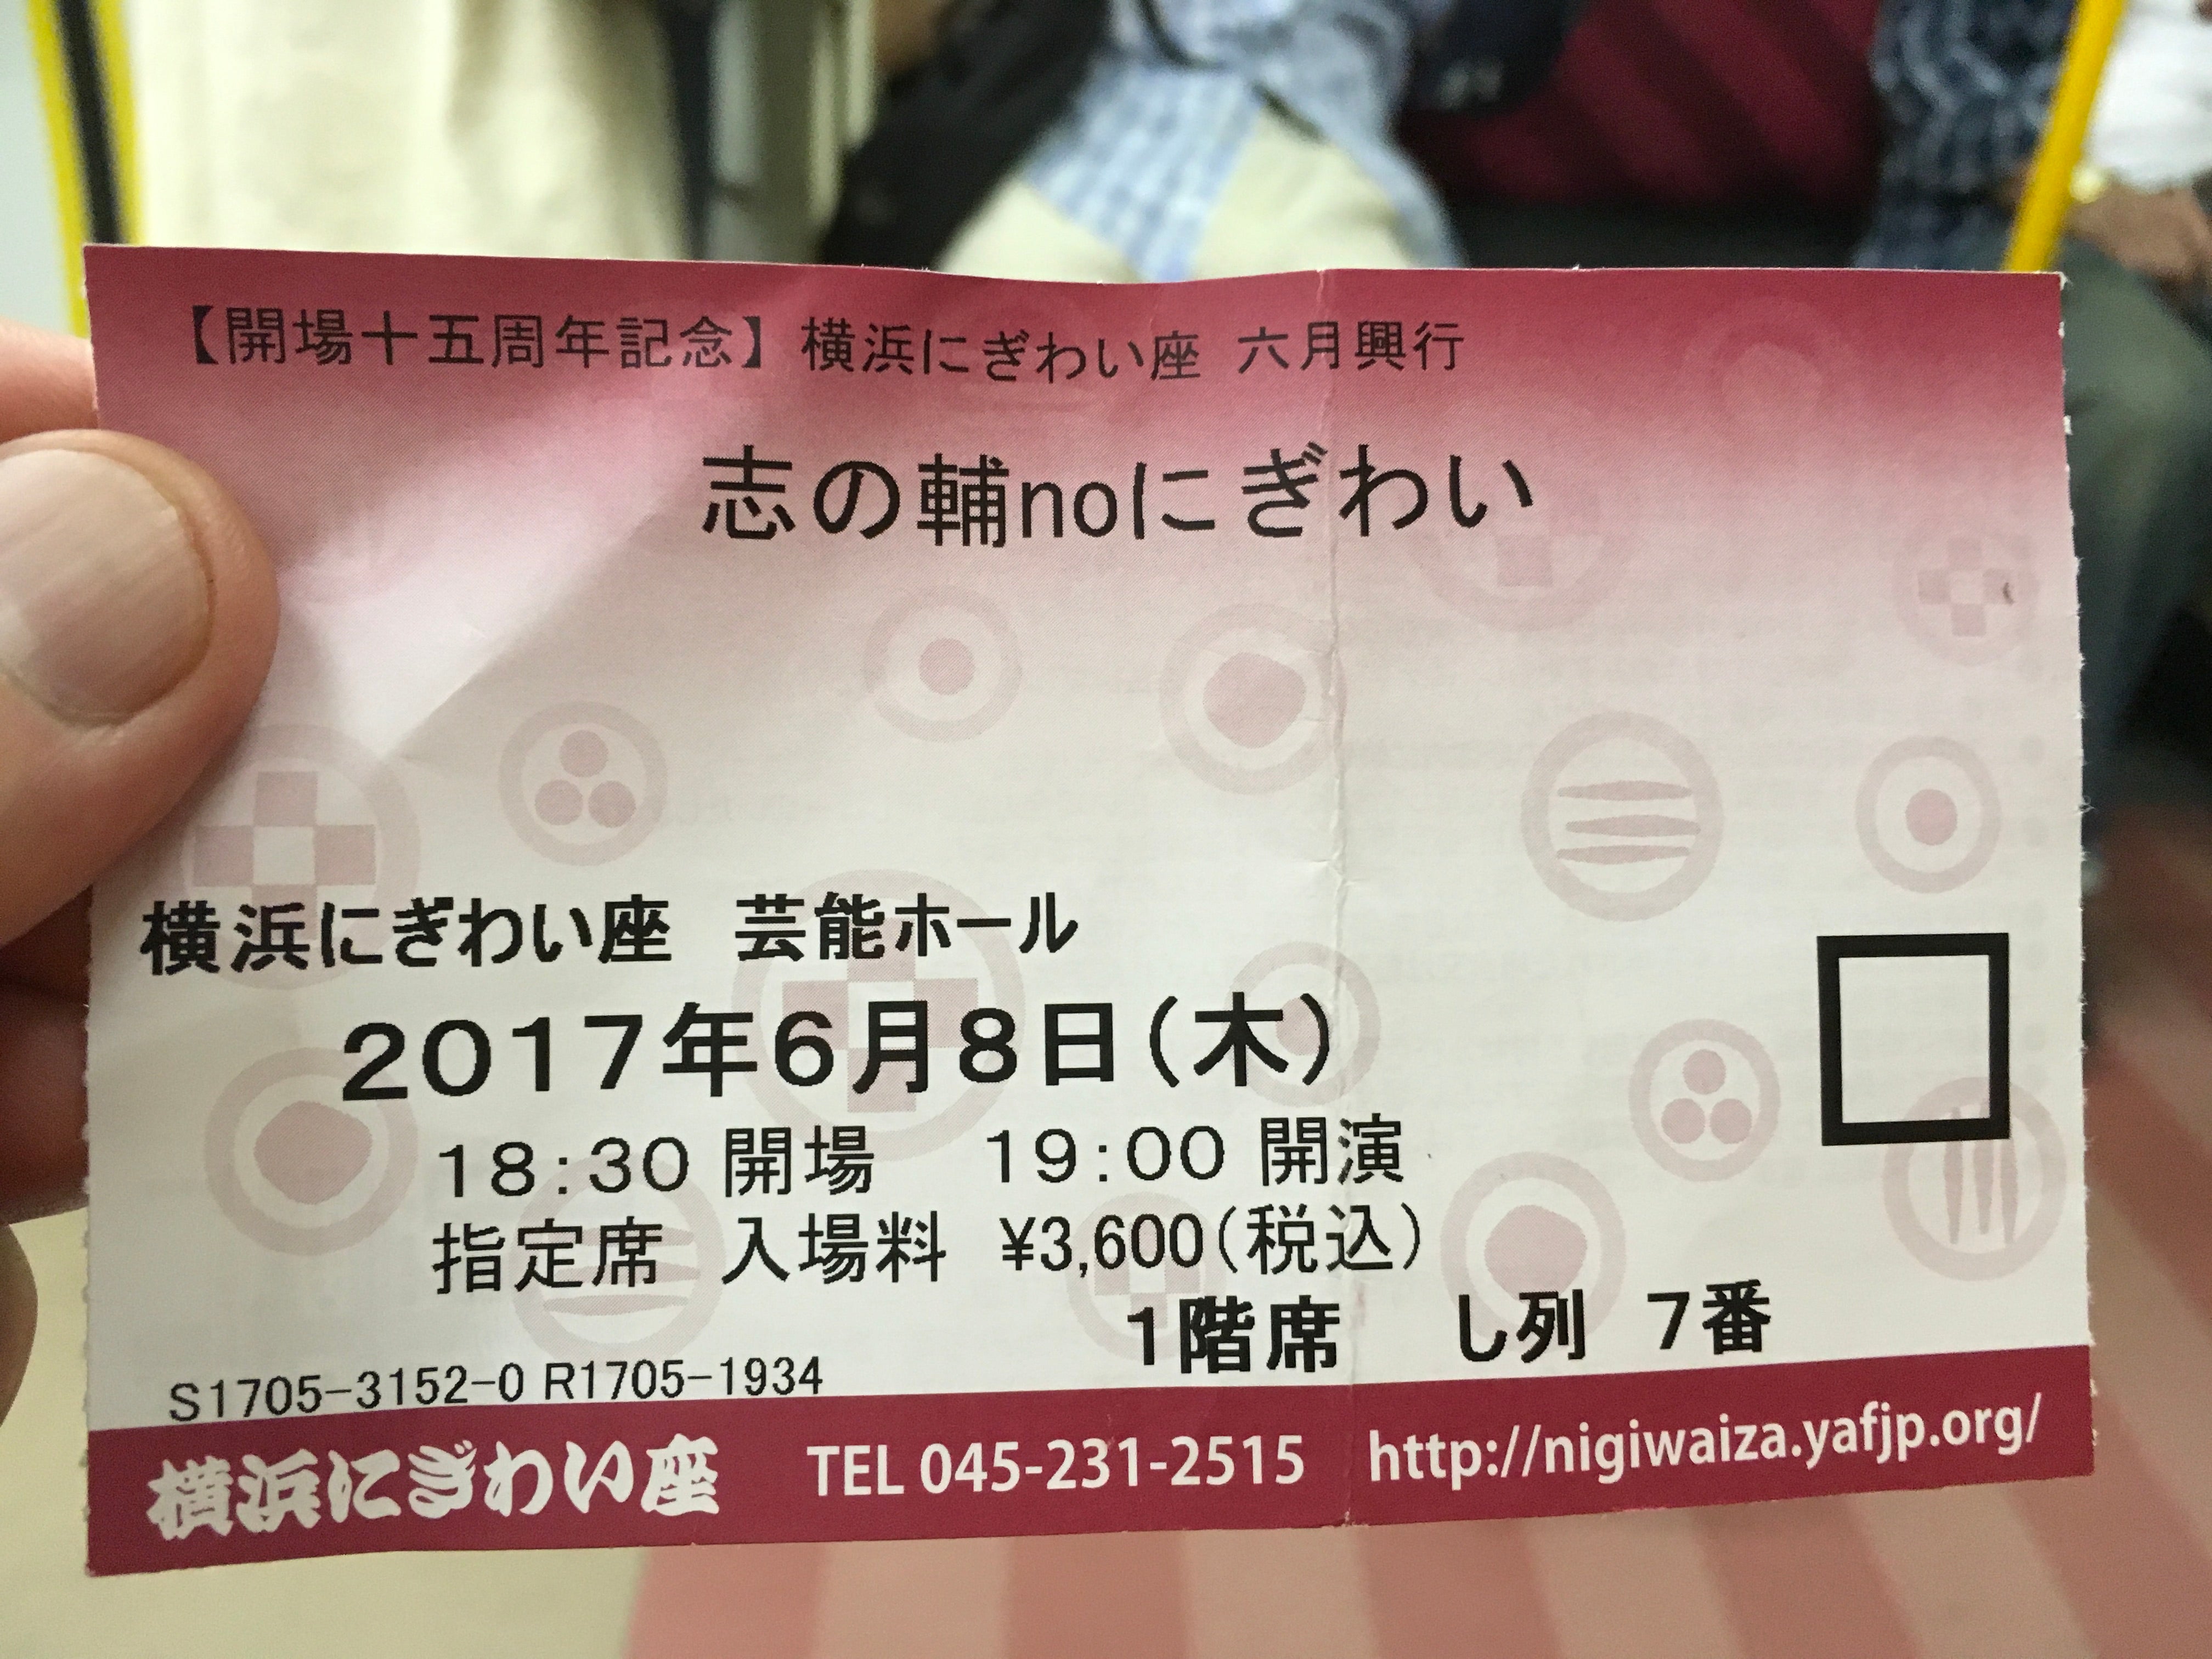 【開場十五周年記念】横浜にぎわい座 六月興行
志の輔noにぎわい
横浜にぎわい座 芸能ホール
2017年6月8日(木)
18:30 開場 19:00 開演
指定席 入場料 ¥3,600(税込)
1階席 し列 7番
S1705-3152-0 R1705-1934
横浜にぎわい座 TEL 045-231-2515 http://nigiwaiza.yafjp.org/